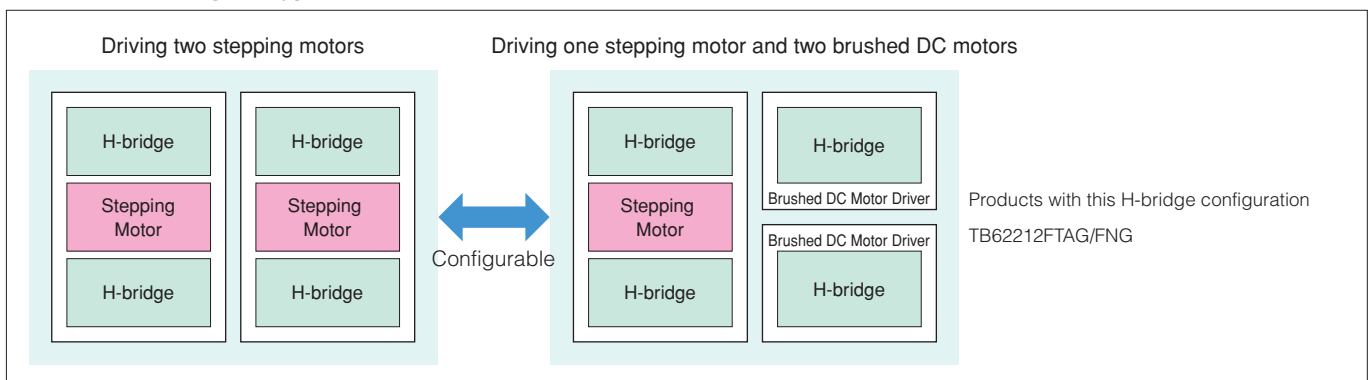 Driving two stepping motors
H-bridge
Stepping
Motor
H-bridge
H-bridge
Stepping
Motor
H-bridge
Configurable
Driving one stepping motor and two brushed DC motors
H-bridge
Stepping
Motor
H-bridge
H-bridge
Brushed DC Motor Driver
Brushed DC Motor Driver
H-bridge
Products with this H-bridge configuration
TB62212FTAG/FNG